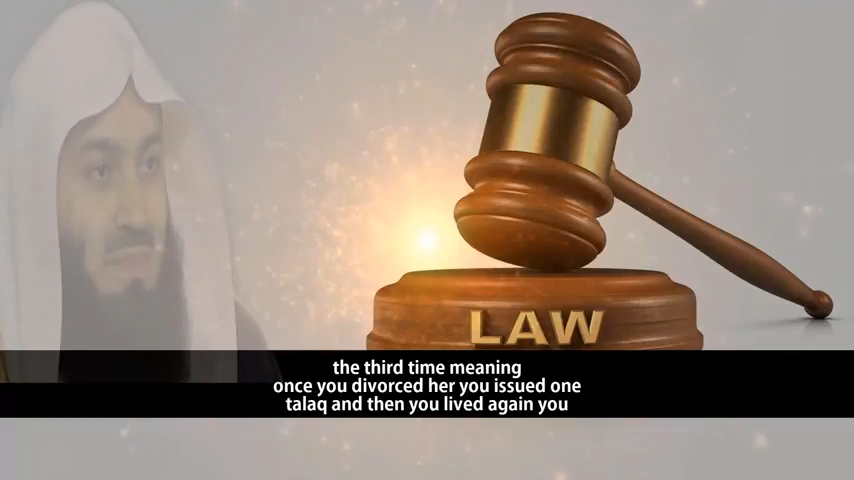 LAW
the third time meaning
once you divorced her you issued one
talaq and then you lived again you